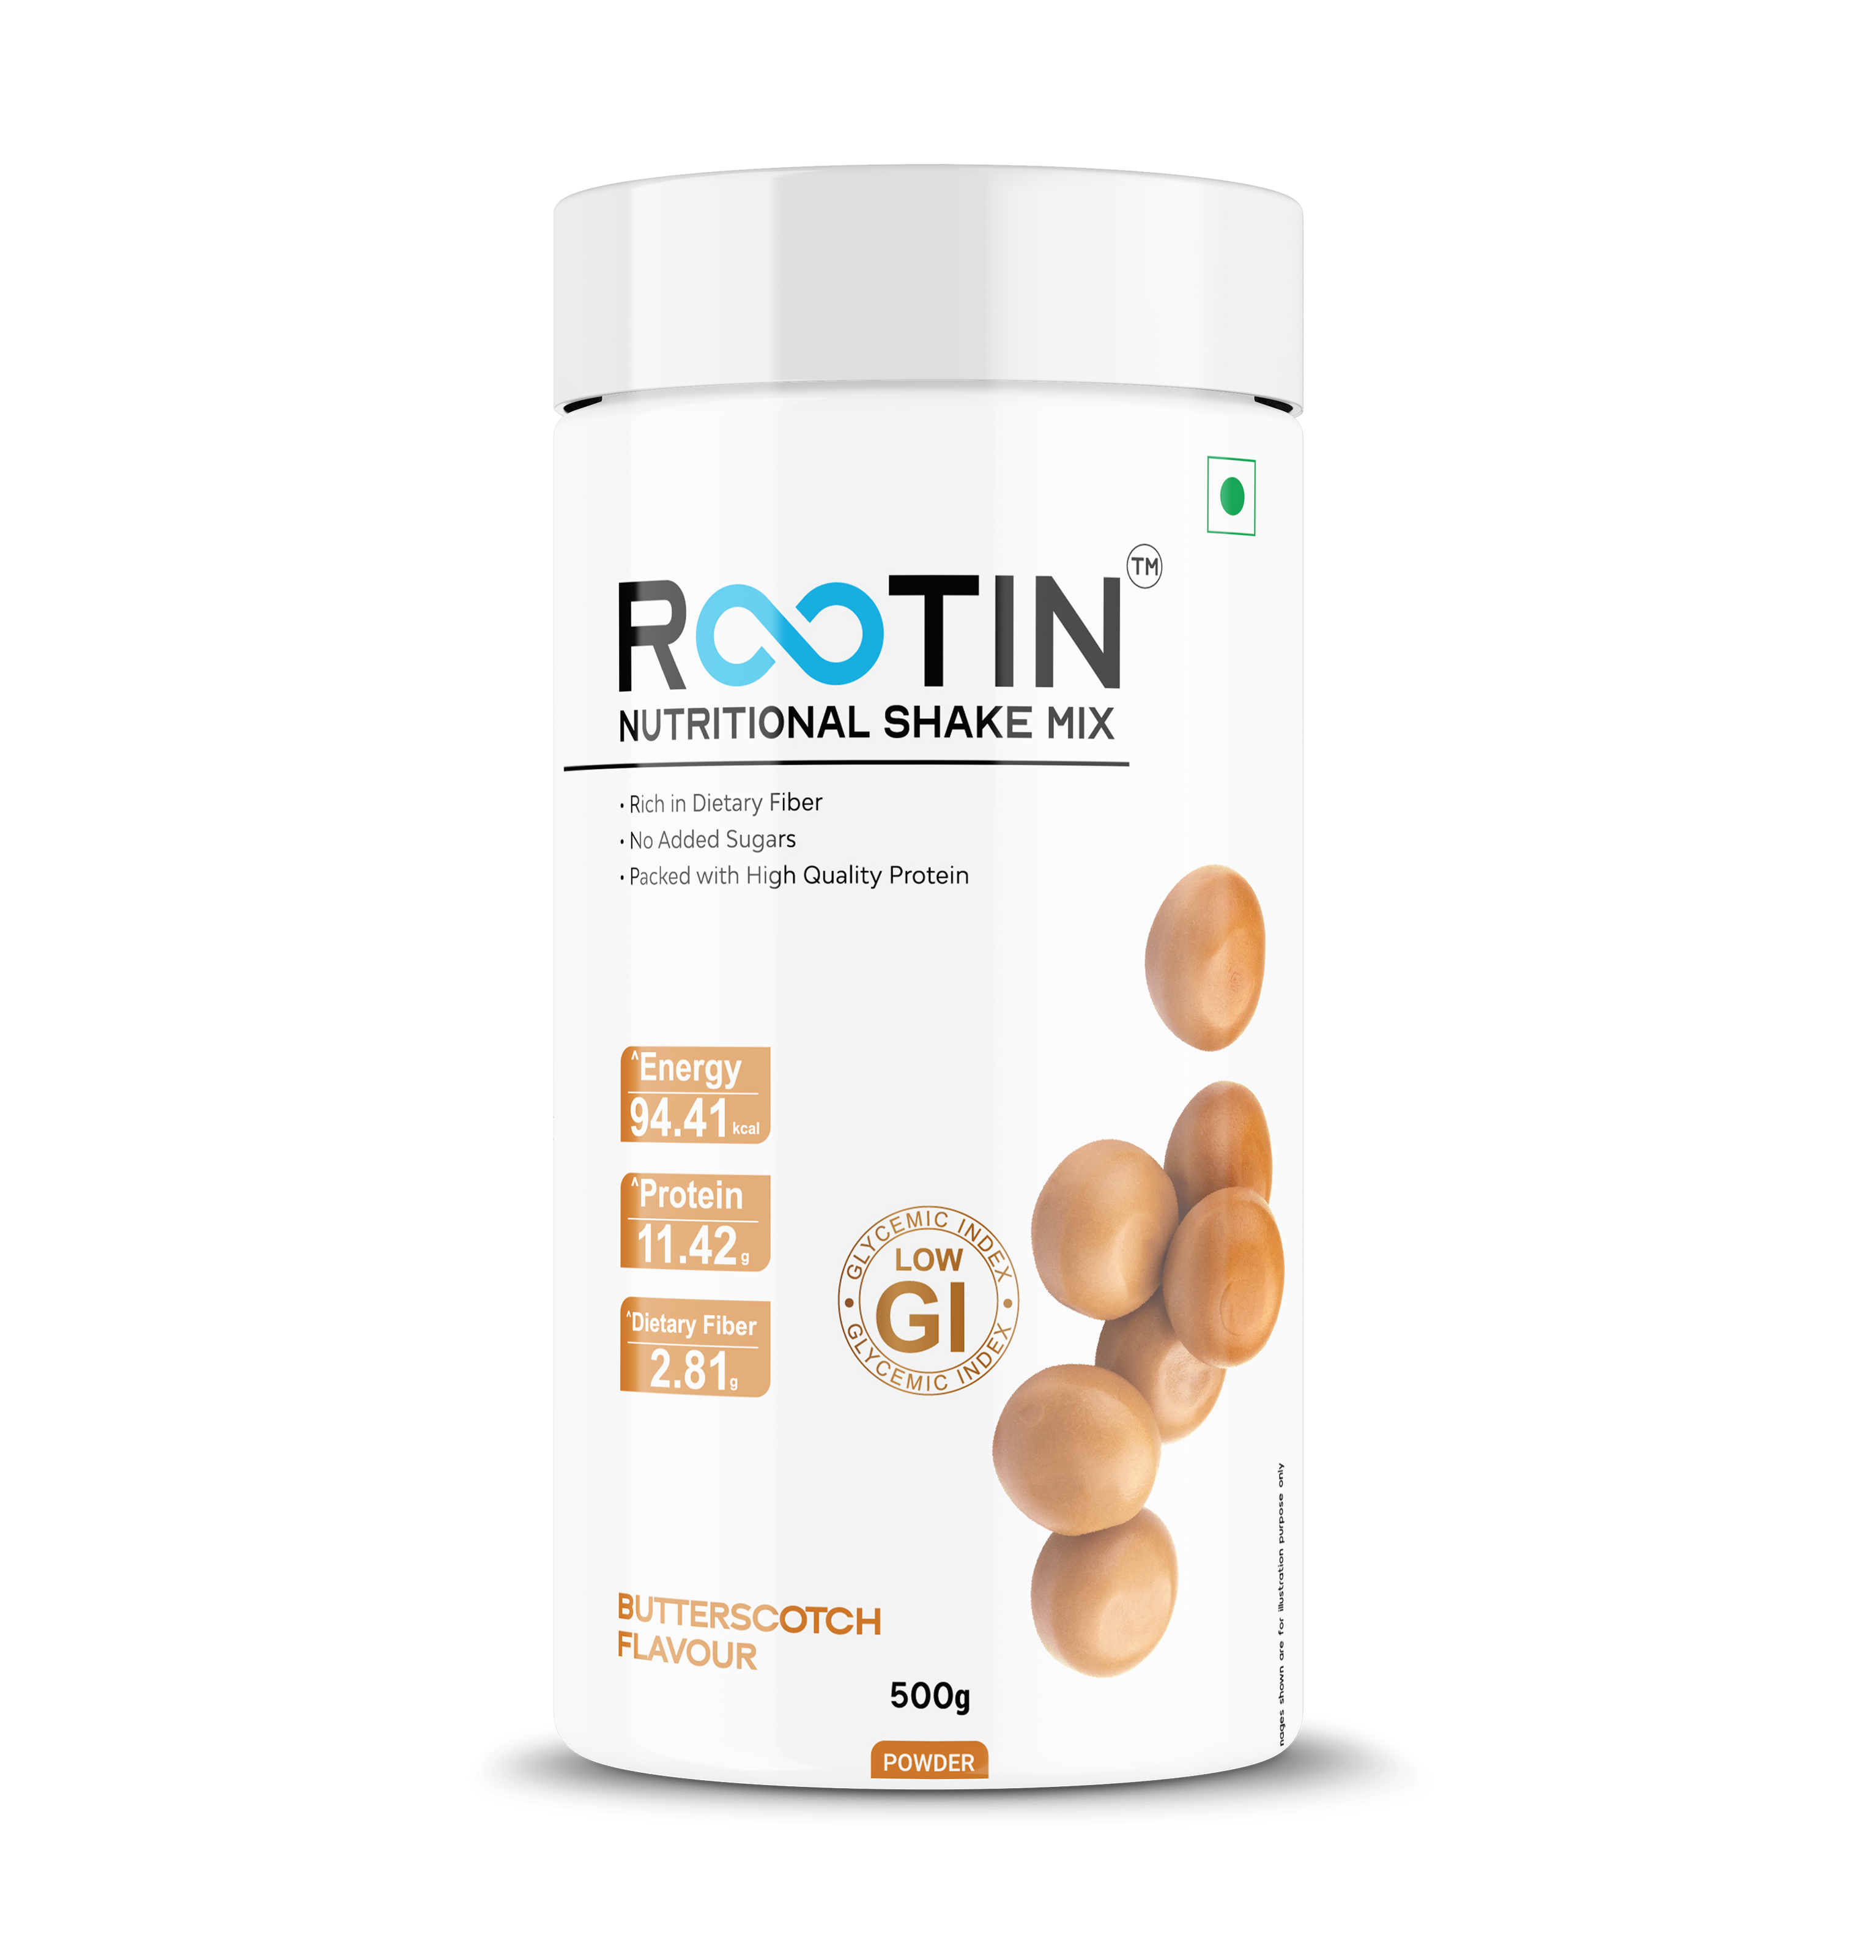 ROOTIN TM
NUTRITIONAL SHAKE MIX
• Rich in Dietary Fiber
• No Added Sugars
• Packed with High Quality Protein
^Energy
94.41 kcal
^Protein
11.42 g
^Dietary Fiber
2.81 g
GLYCEMIC INDEX
LOW
GI
• GLYCEMIC INDEX •
BUTTERSCOTCH
FLAVOUR
500g
POWDER
shown are for illustration purpose only